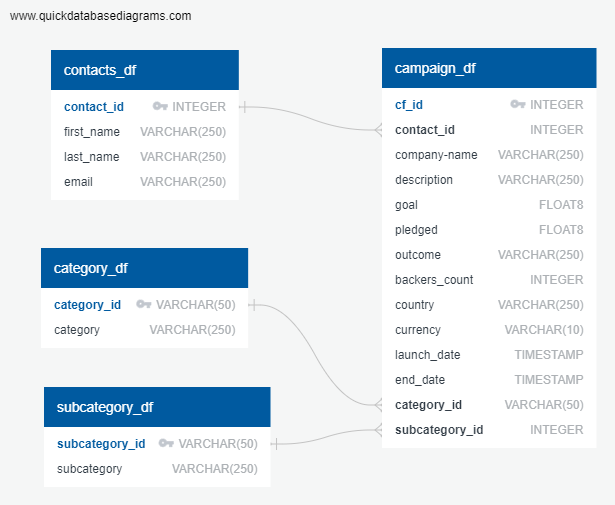 www.quickdatabasediagrams.com
contacts_df
contact_id INTEGER
first_name VARCHAR(250)
last_name VARCHAR(250)
email VARCHAR(250)
campaign_df
cf_id INTEGER
contact_id INTEGER
company-name VARCHAR(250)
description VARCHAR(250)
goal FLOAT8
pledged FLOAT8
outcome VARCHAR(250)
backers_count INTEGER
country VARCHAR(250)
currency VARCHAR(10)
launch_date TIMESTAMP
end_date TIMESTAMP
category_id VARCHAR(50)
subcategory_id INTEGER
category_df
category_id VARCHAR(50)
category VARCHAR(250)
subcategory_df
subcategory_id VARCHAR(50)
subcategory VARCHAR(250)